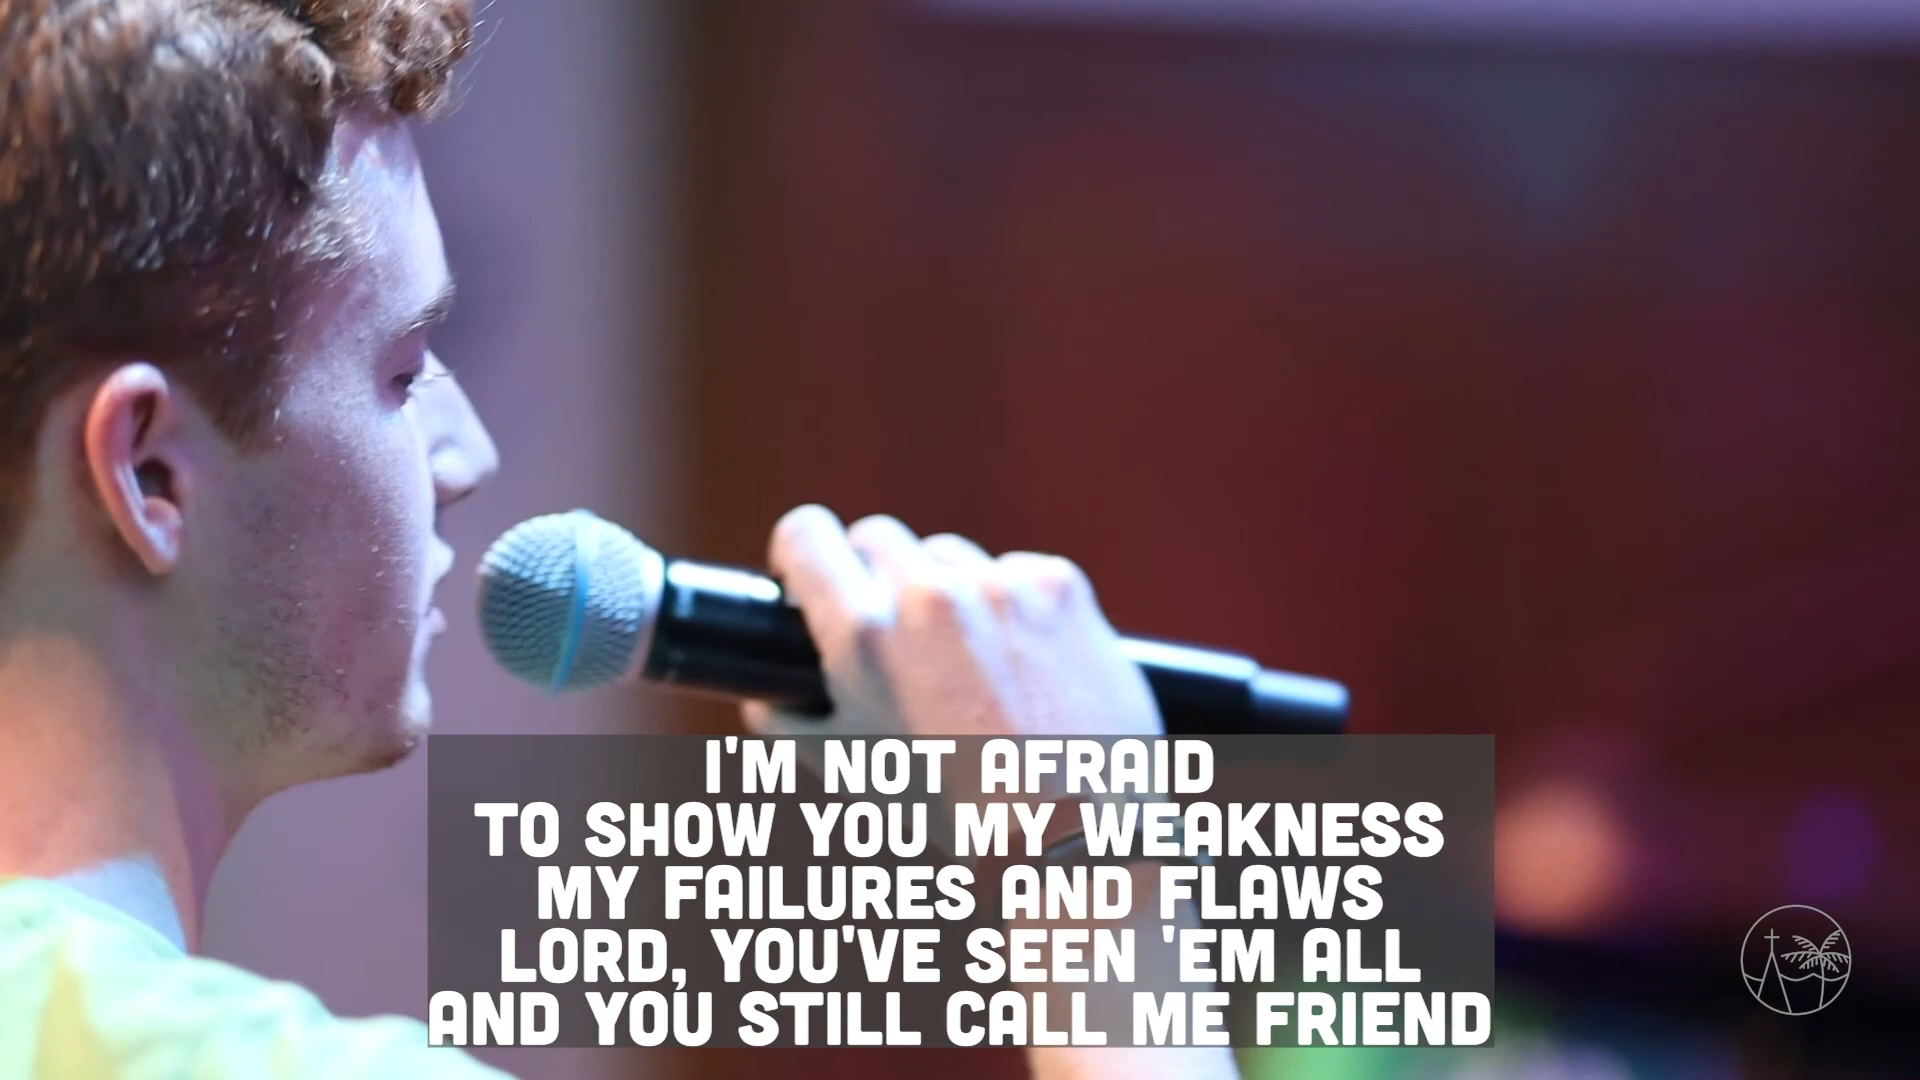 I'M NOT AFRAID
TO SHOW YOU MY WEAKNESS
MY FAILURES AND FLAWS
LORD, YOU'VE SEEN 'EM ALL
AND YOU STILL CALL ME FRIEND